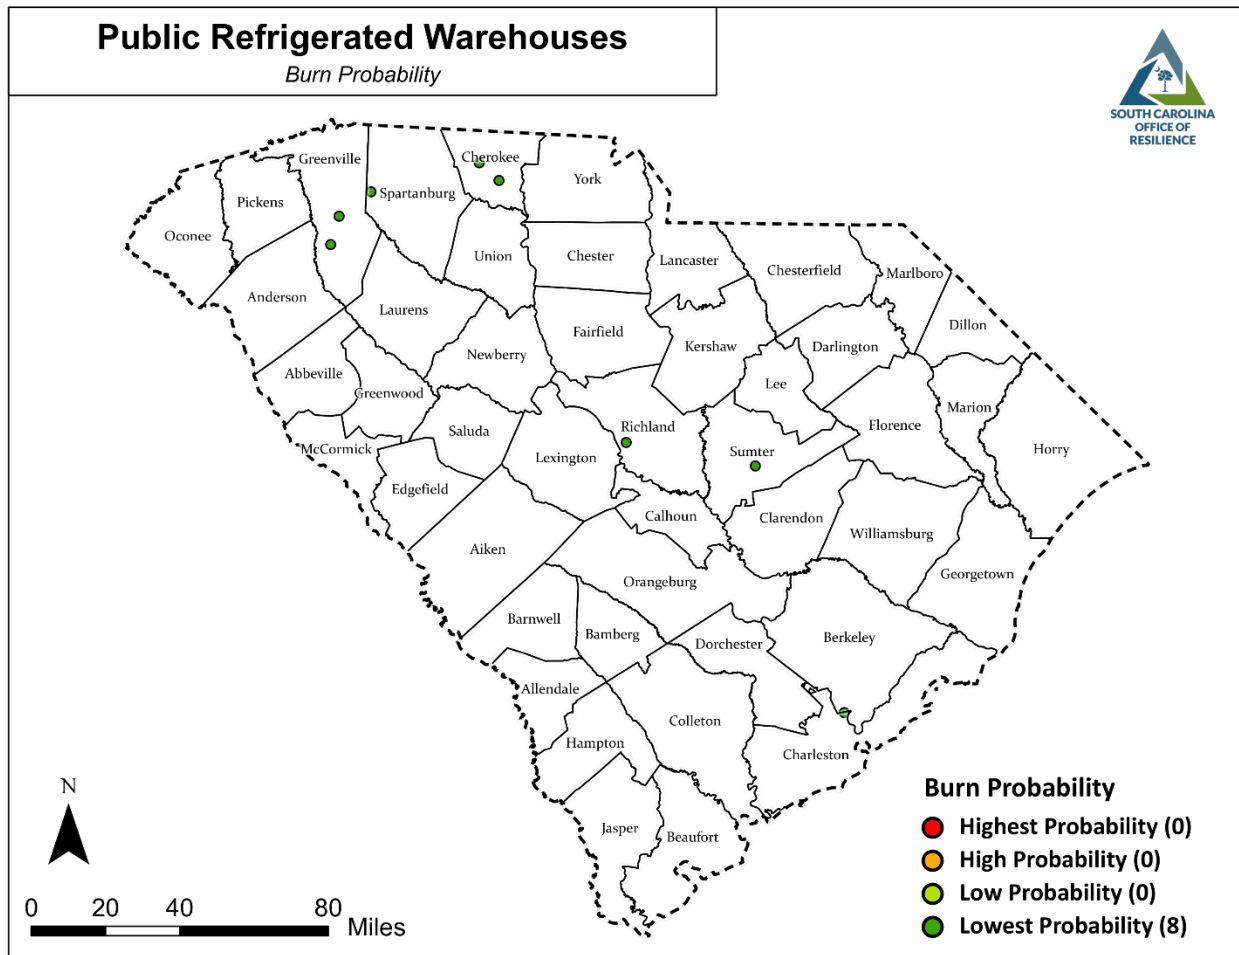 Public Refrigerated Warehouses
Burn Probability
SOUTH CAROLINA
OFFICE OF
RESILIENCE
Greenville
Cherokee
York
Pickens
Spartanburg
Oconee
Union
Chester
Lancaster
Chesterfield
Marlboro
Anderson
Laurens
Fairfield
Kershaw
Darlington
Dillon
Newberry
Abbeville
Greenwood
Lee
Marion
Saluda
Richland
Florence
McCormick
Lexington
Sumter
Horry
Edgefield
Calhoun
Clarendon
Williamsburg
Aiken
Orangeburg
Georgetown
Barnwell
Bamberg
Dorchester
Berkeley
Allendale
Colleton
Hampton
Charleston
Jasper
Beaufort
N
0 20 40 80 Miles
Burn Probability
Highest Probability (0)
High Probability (0)
Low Probability (0)
Lowest Probability (8)